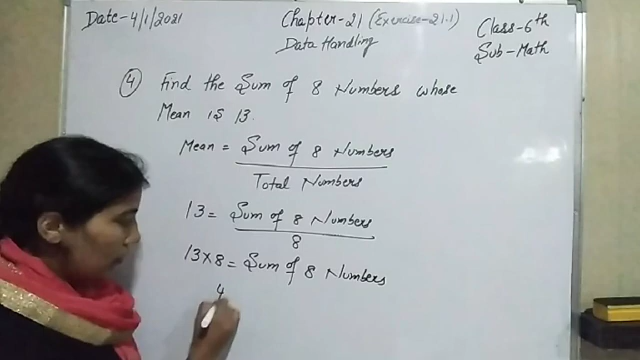 Date-4/1/2021
Chapter-21 (Exercise-21.1)
Class-6th
Data Handling
Sub-Math
④ Find the Sum of 8 Numbers whose
Mean is 13.
Mean = Sum of 8 Numbers
Total Numbers
13 = Sum of 8 Numbers
8
13×8 = Sum of 8 Numbers
4